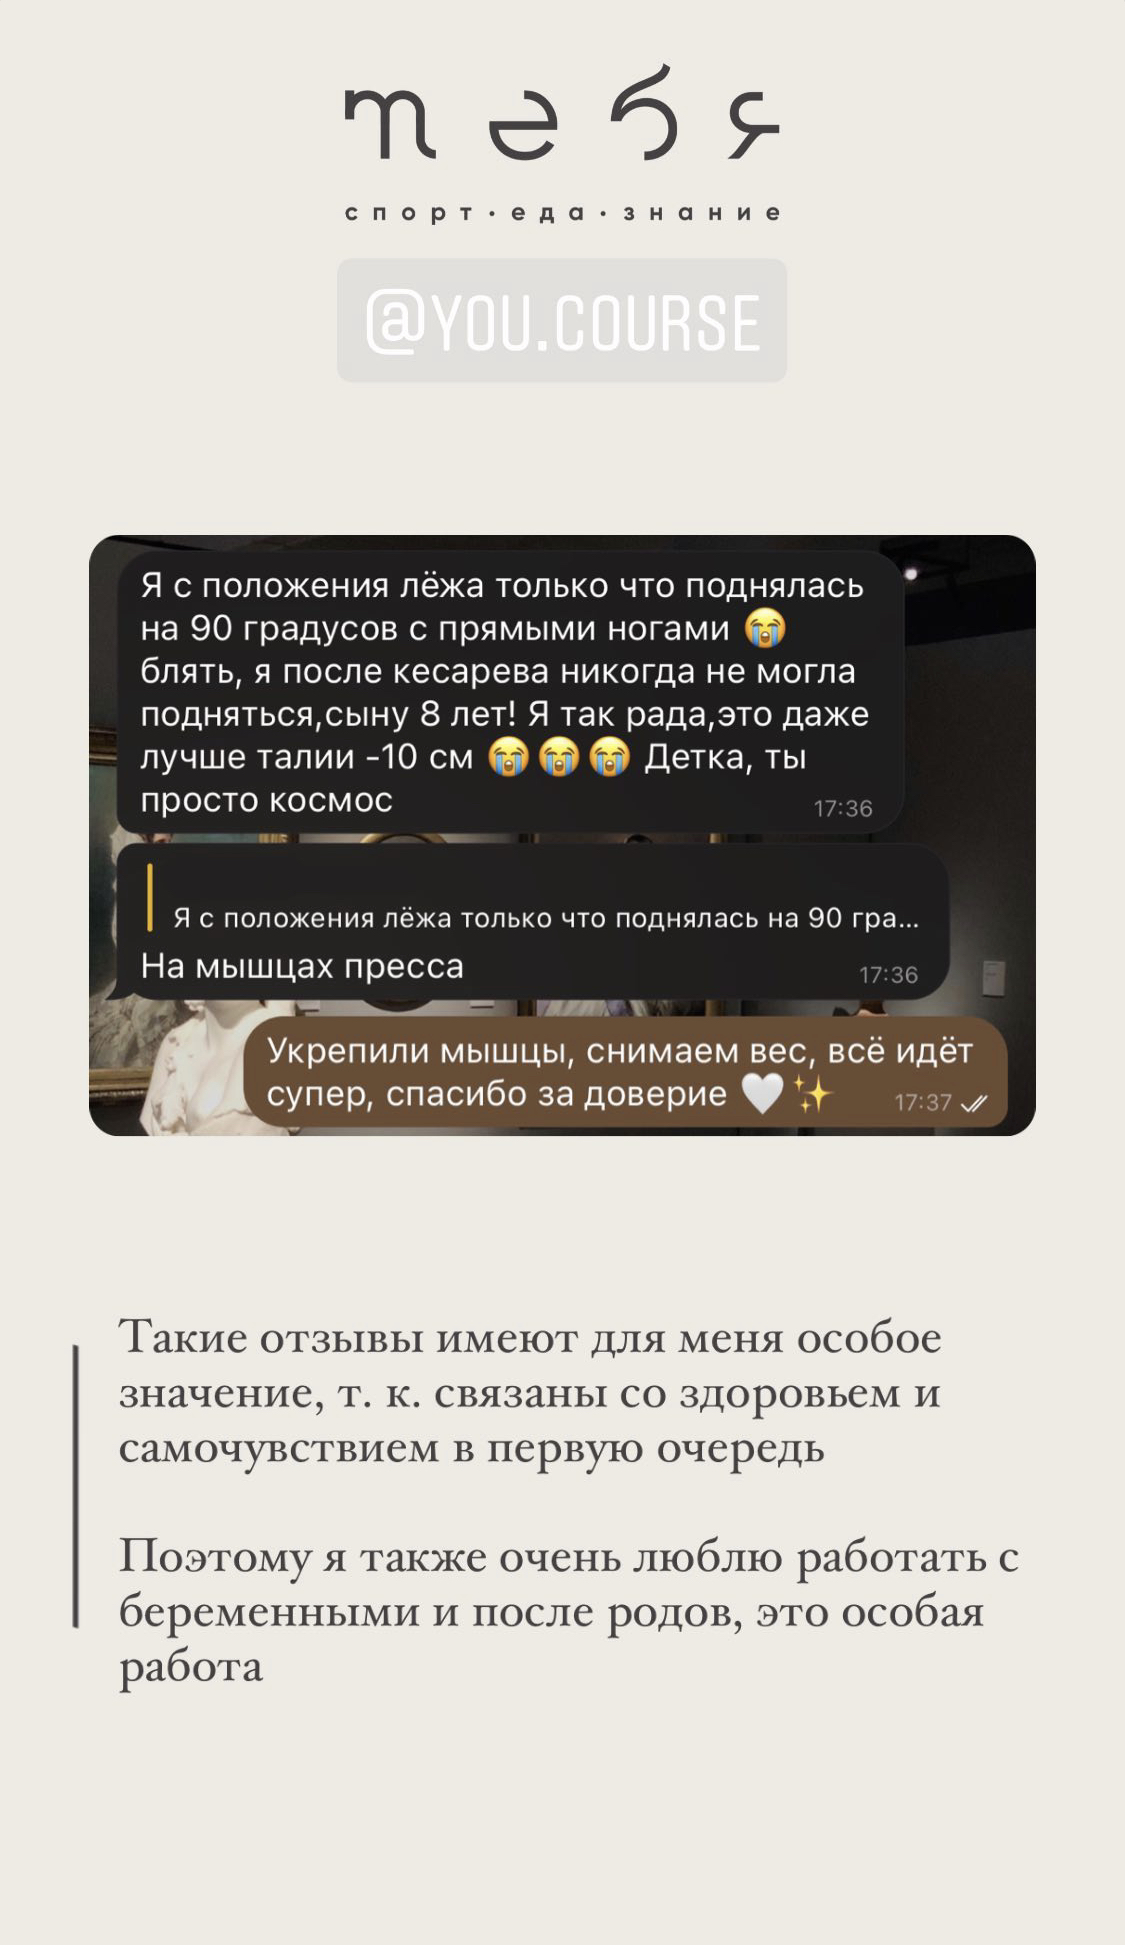 тебя
спорт·еда·знание
@YOU.COURSE
Я с положения лёжа только что поднялась
на 90 градусов с прямыми ногами 😭
блять, я после кесарева никогда не могла
подняться,сыну 8 лет! Я так рада,это даже
лучше талии -10 см 😭😭😭 Детка, ты
просто космос
17:36
Я с положения лёжа только что поднялась на 90 гра...
На мышцах пресса
17:36
Укрепили мышцы, снимаем вес, всё идёт
супер, спасибо за доверие 🤍✨
17:37
Такие отзывы имеют для меня особое
значение, т. к. связаны со здоровьем и
самочувствием в первую очередь
Поэтому я также очень люблю работать с
беременными и после родов, это особая
работа